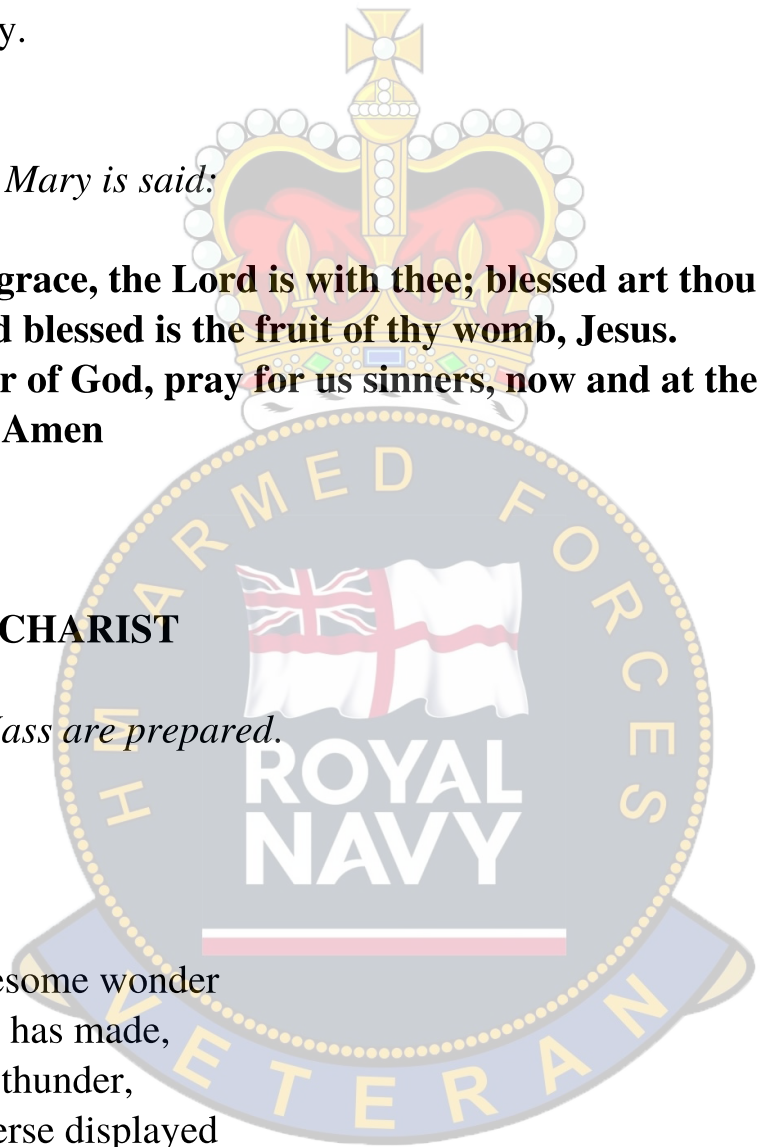 y.
Mary is said:
grace, the Lord is with thee; blessed art thou
d blessed is the fruit of thy womb, Jesus.
r of God, pray for us sinners, now and at the
Amen
HM ARMED FORCES
CHARIST
ass are prepared.
ROYAL
NAVY
esome wonder
has made,
thunder,
erse displayed
VETERAN